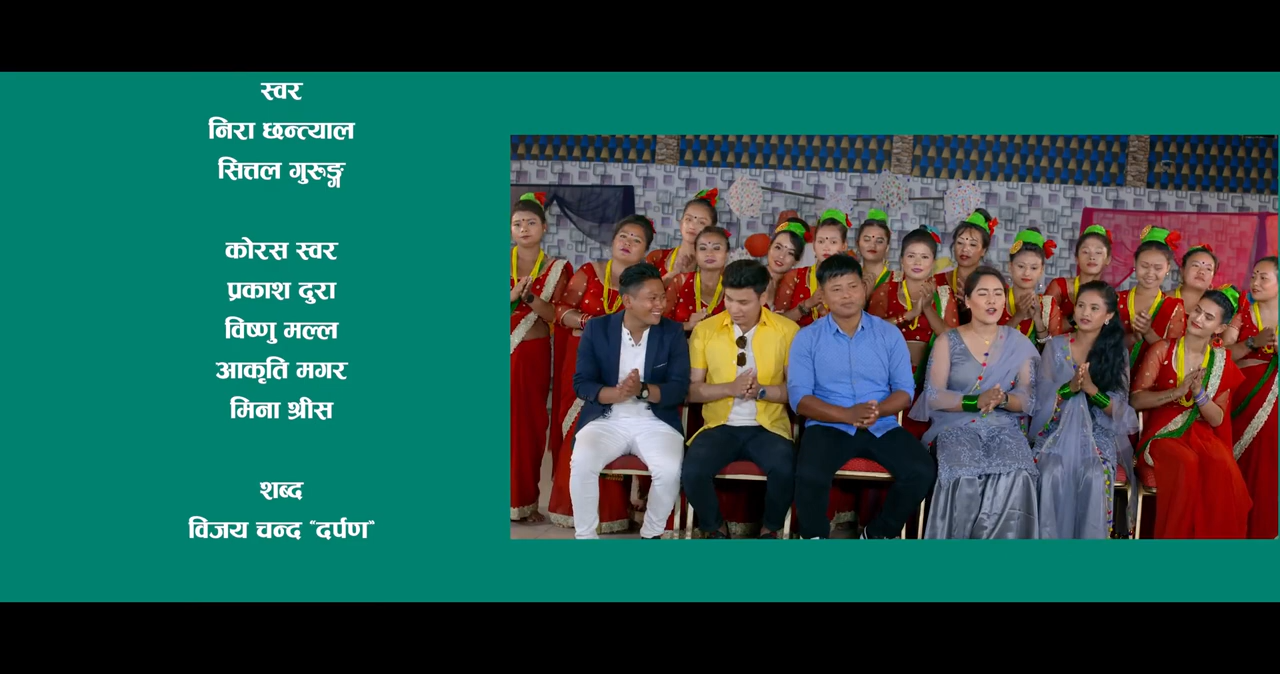 स्वर
निरा छन्त्याल
सित्तल गुरुङ्ग
कोरस स्वर
प्रकाश दुरा
विष्णु मल्ल
आकृति मगर
मिना श्रीस
शब्द
विजय चन्द “दर्पण”